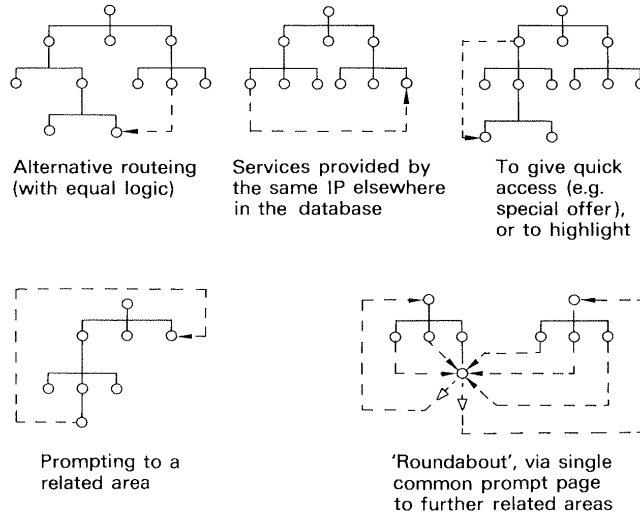 Alternative routeing
(with equal logic)
Services provided by
the same IP elsewhere
in the database
To give quick
access (e.g.
special offer),
or to highlight
Prompting to a
related area
'Roundabout', via single
common prompt page
to further related areas